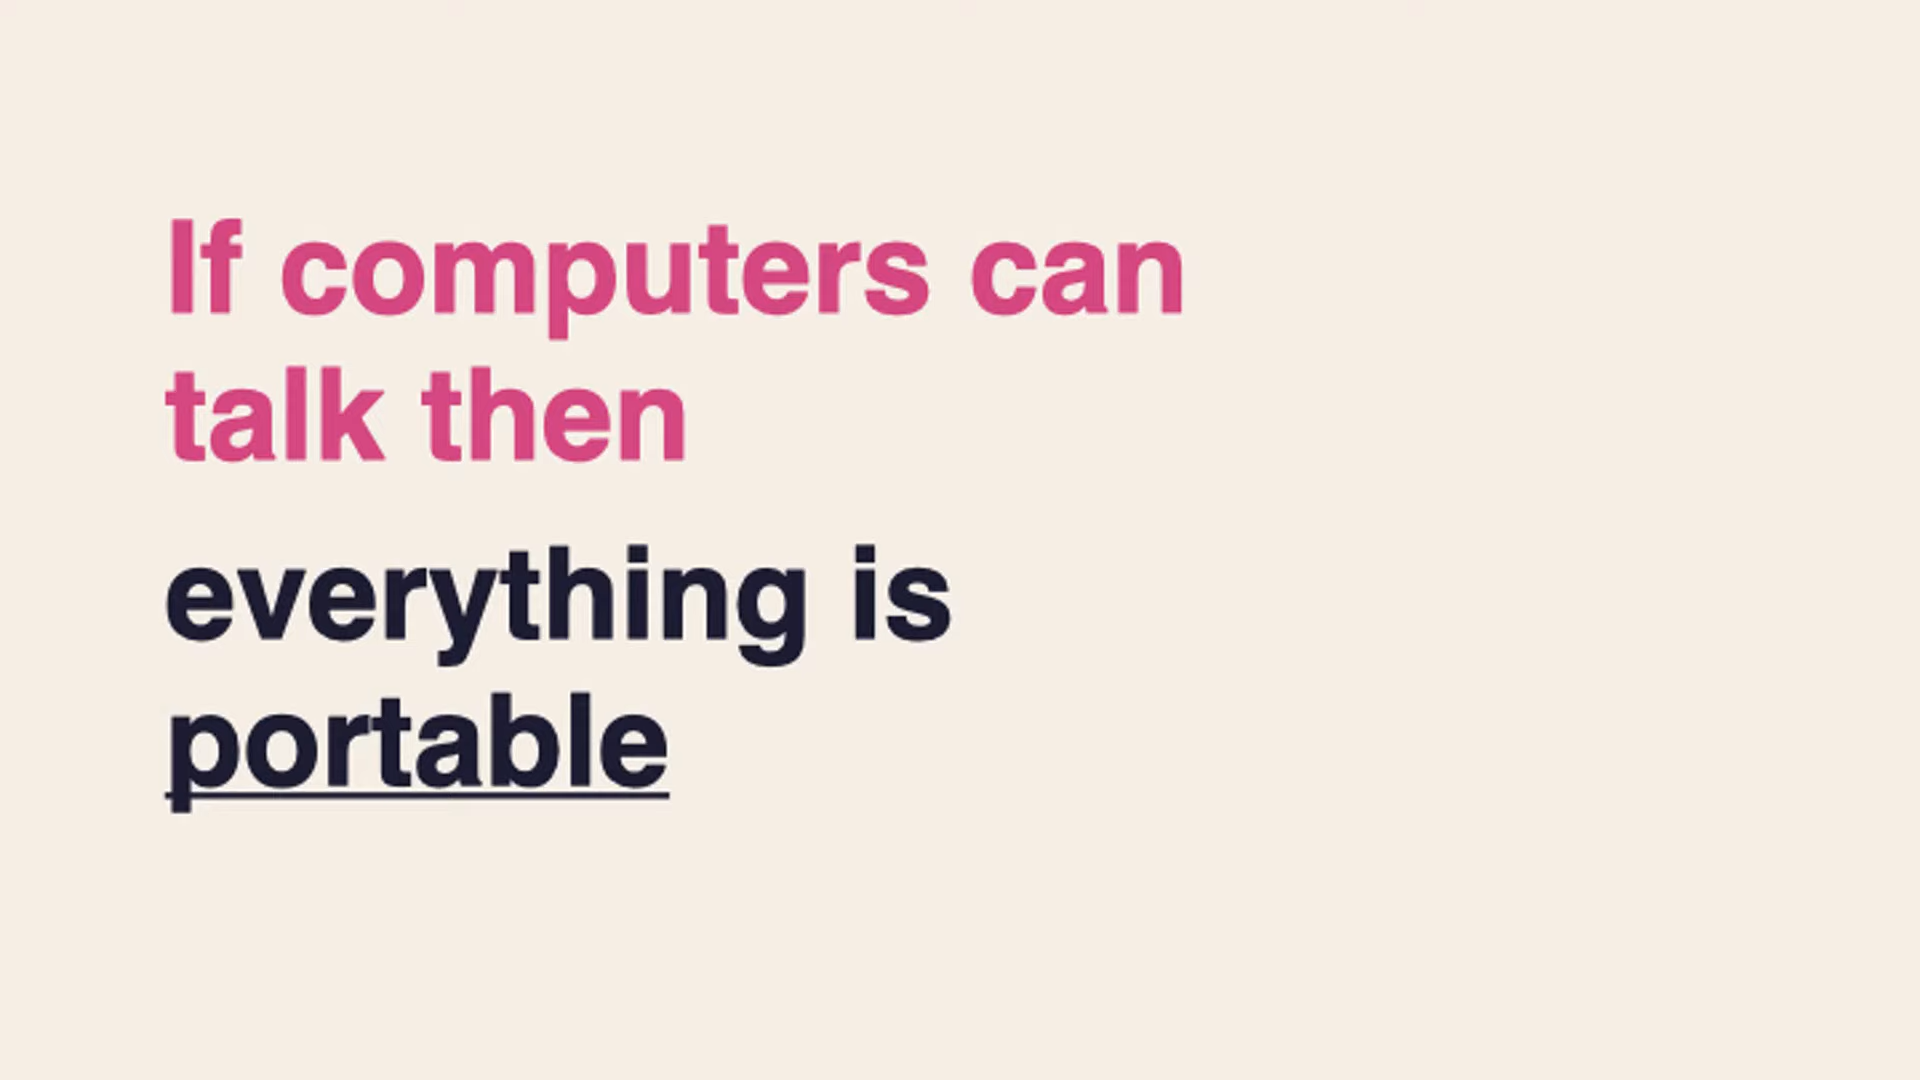 If computers can
talk then
everything is
portable